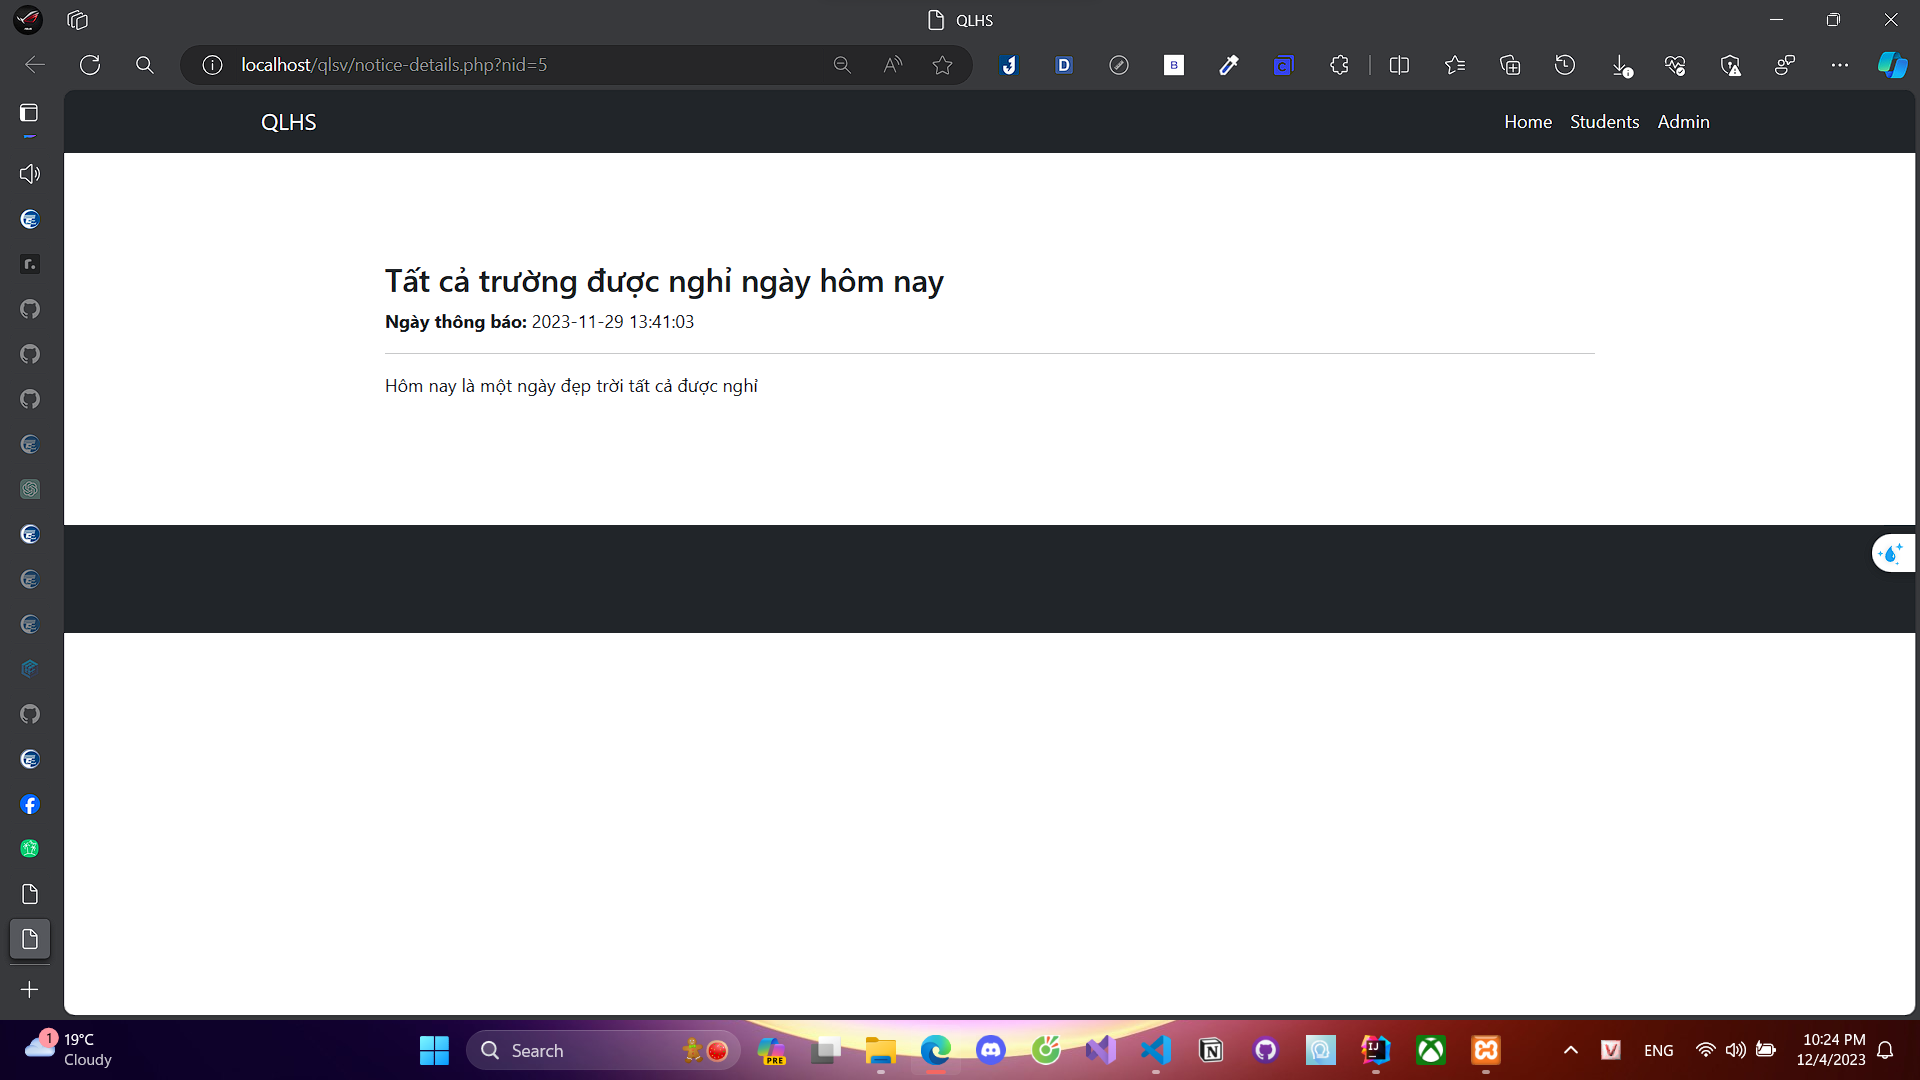 QLHS
localhost/qlsv/notice-details.php?nid=5
QLHS
Home Students Admin
Tất cả trường được nghỉ ngày hôm nay
Ngày thông báo: 2023-11-29 13:41:03
Hôm nay là một ngày đẹp trời tất cả được nghỉ
1
19°C
Cloudy
Search
PRE
ENG
10:24 PM
12/4/2023